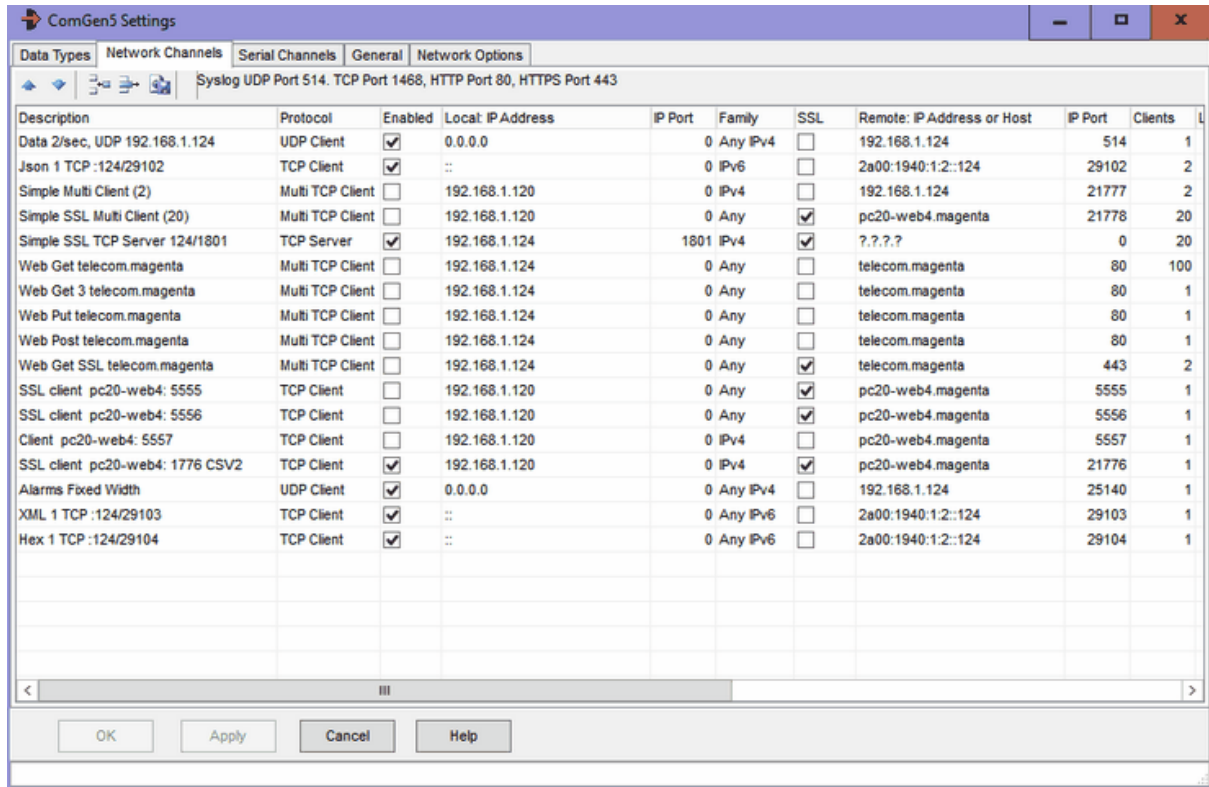 ComGen5 Settings
Data Types Network Channels Serial Channels General Network Options
Syslog UDP Port 514. TCP Port 1468, HTTP Port 80, HTTPS Port 443
Description Protocol Enabled Local: IP Address IP Port Family SSL Remote: IP Address or Host IP Port Clients L
Data 2/sec, UDP 192.168.1.124 UDP Client 0.0.0.0 0 Any IPv4 192.168.1.124 514 1
Json 1 TCP :124/29102 TCP Client :: 0 IPv6 2a00:1940:1:2::124 29102 2
Simple Multi Client (2) Multi TCP Client 192.168.1.120 0 IPv4 192.168.1.124 21777 2
Simple SSL Multi Client (20) Multi TCP Client 192.168.1.120 0 Any pc20-web4.magenta 21778 20
Simple SSL TCP Server 124/1801 TCP Server 192.168.1.124 1801 IPv4 ?.?.?.? 0 20
Web Get telecom.magenta Multi TCP Client 192.168.1.124 0 Any telecom.magenta 80 100
Web Get 3 telecom.magenta Multi TCP Client 192.168.1.124 0 Any telecom.magenta 80 1
Web Put telecom.magenta Multi TCP Client 192.168.1.124 0 Any telecom.magenta 80 1
Web Post telecom.magenta Multi TCP Client 192.168.1.124 0 Any telecom.magenta 80 1
Web Get SSL telecom.magenta Multi TCP Client 192.168.1.124 0 Any telecom.magenta 443 2
SSL client pc20-web4: 5555 TCP Client 192.168.1.120 0 Any pc20-web4.magenta 5555 1
SSL client pc20-web4: 5556 TCP Client 192.168.1.120 0 Any pc20-web4.magenta 5556 1
Client pc20-web4: 5557 TCP Client 192.168.1.120 0 IPv4 pc20-web4.magenta 5557 1
SSL client pc20-web4: 1776 CSV2 TCP Client 192.168.1.120 0 IPv4 pc20-web4.magenta 21776 1
Alarms Fixed Width UDP Client 0.0.0.0 0 Any IPv4 192.168.1.124 25140 1
XML 1 TCP :124/29103 TCP Client :: 0 Any IPv6 2a00:1940:1:2::124 29103 1
Hex 1 TCP :124/29104 TCP Client :: 0 Any IPv6 2a00:1940:1:2::124 29104 1
OK Apply Cancel Help